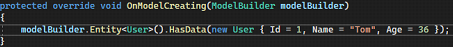 protected override void OnModelCreating(ModelBuilder modelBuilder)
{
modelBuilder.Entity<User>().HasData(new User { Id = 1, Name = "Tom", Age = 36 });
}